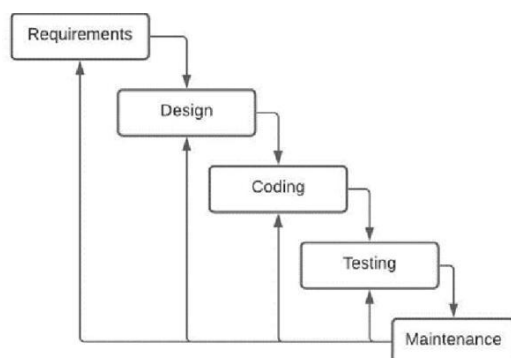 Requirements
Design
Coding
Testing
Maintenance